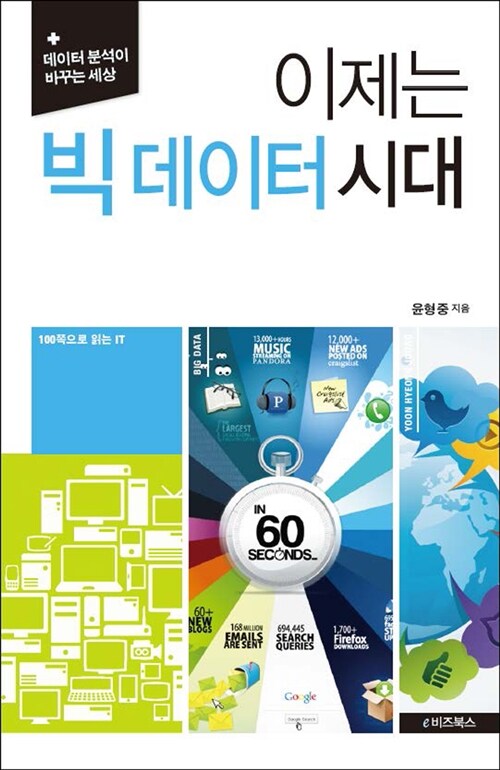 데이터 분석이
바꾸는 세상
이제는
빅 데이터 시대
윤형중 지음
100쪽으로 읽는 IT
BIG DATA
13,000+ HOURS
MUSIC
STREAMING ON
PANDORA
12,000+
NEW ADS
POSTED ON
craigslist
P
LARGEST
YOON HYEONG
IN
60
SECONDS...
60+
NEW
BLOGS
168 MILLION
EMAILS
ARE SENT
694,445
SEARCH
QUERIES
1,700+
Firefox
DOWNLOADS
Google
Google Search
e비즈북스